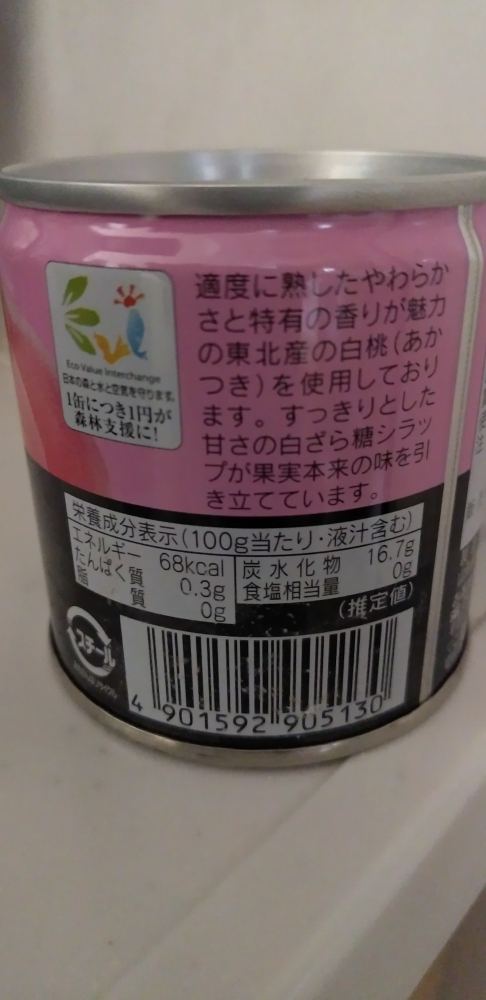 EVI
Eco Value Interchange
日本の森と水と空気を守ります。
1缶につき1円が
森林支援に!
適度に熟したやわらか
さと特有の香りが魅力
の東北産の白桃(あか
つき)を使用しており
ます。すっきりとした
甘さの白ざら糖シラッ
プが果実本来の味を引
き立てています。
栄養成分表示(100g当たり・液汁含む)
エネルギー 68kcal
たんぱく質 0.3g
脂質 0g
炭水化物 16.7g
食塩相当量 0g
(推定値)
スチール
4 901592 905130